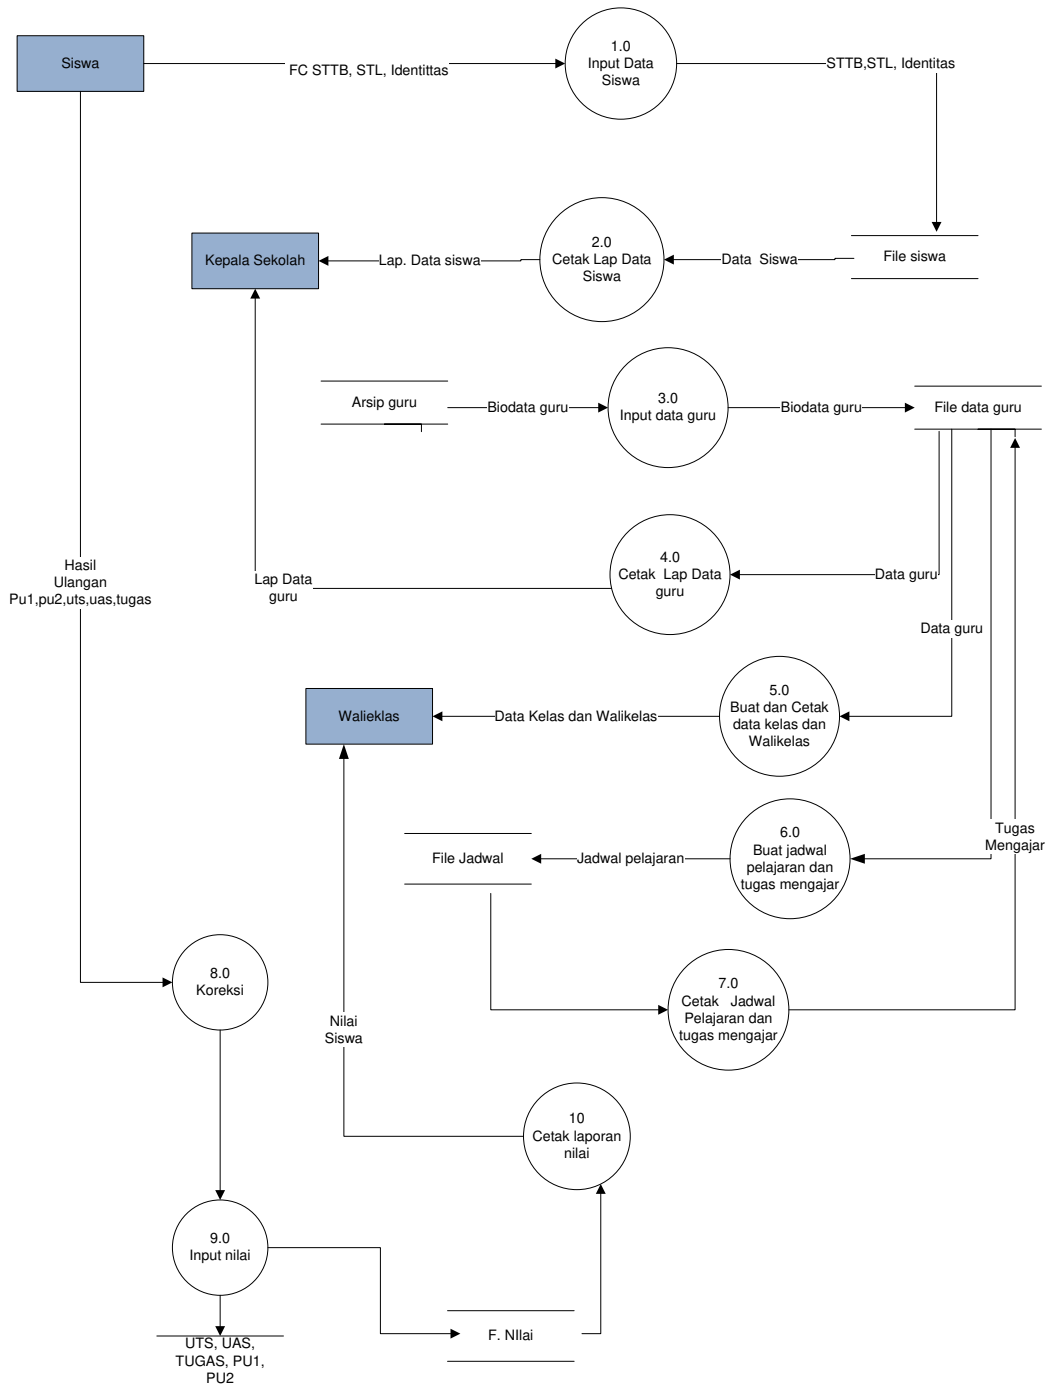 1.0
Input Data
Siswa
Siswa
FC STTB, STL, Identittas
STTB,STL, Identitas
2.0
Cetak Lap Data
Siswa
Kepala Sekolah
Lap. Data siswa
Data Siswa
File siswa
Arsip guru
Biodata guru
3.0
Input data guru
Biodata guru
File data guru
4.0
Cetak Lap Data
guru
Lap Data
guru
Data guru
Hasil
Ulangan
Pu1,pu2,uts,uas,tugas
Data guru
5.0
Buat dan Cetak
data kelas dan
Walikelas
Walieklas
Data Kelas dan Walikelas
6.0
Buat jadwal
pelajaran dan
tugas mengajar
File Jadwal
Jadwal pelajaran
Tugas
Mengajar
8.0
Koreksi
7.0
Cetak Jadwal
Pelajaran dan
tugas mengajar
Nilai
Siswa
10
Cetak laporan
nilai
9.0
Input nilai
F. NIlai
UTS, UAS,
TUGAS, PU1,
PU2